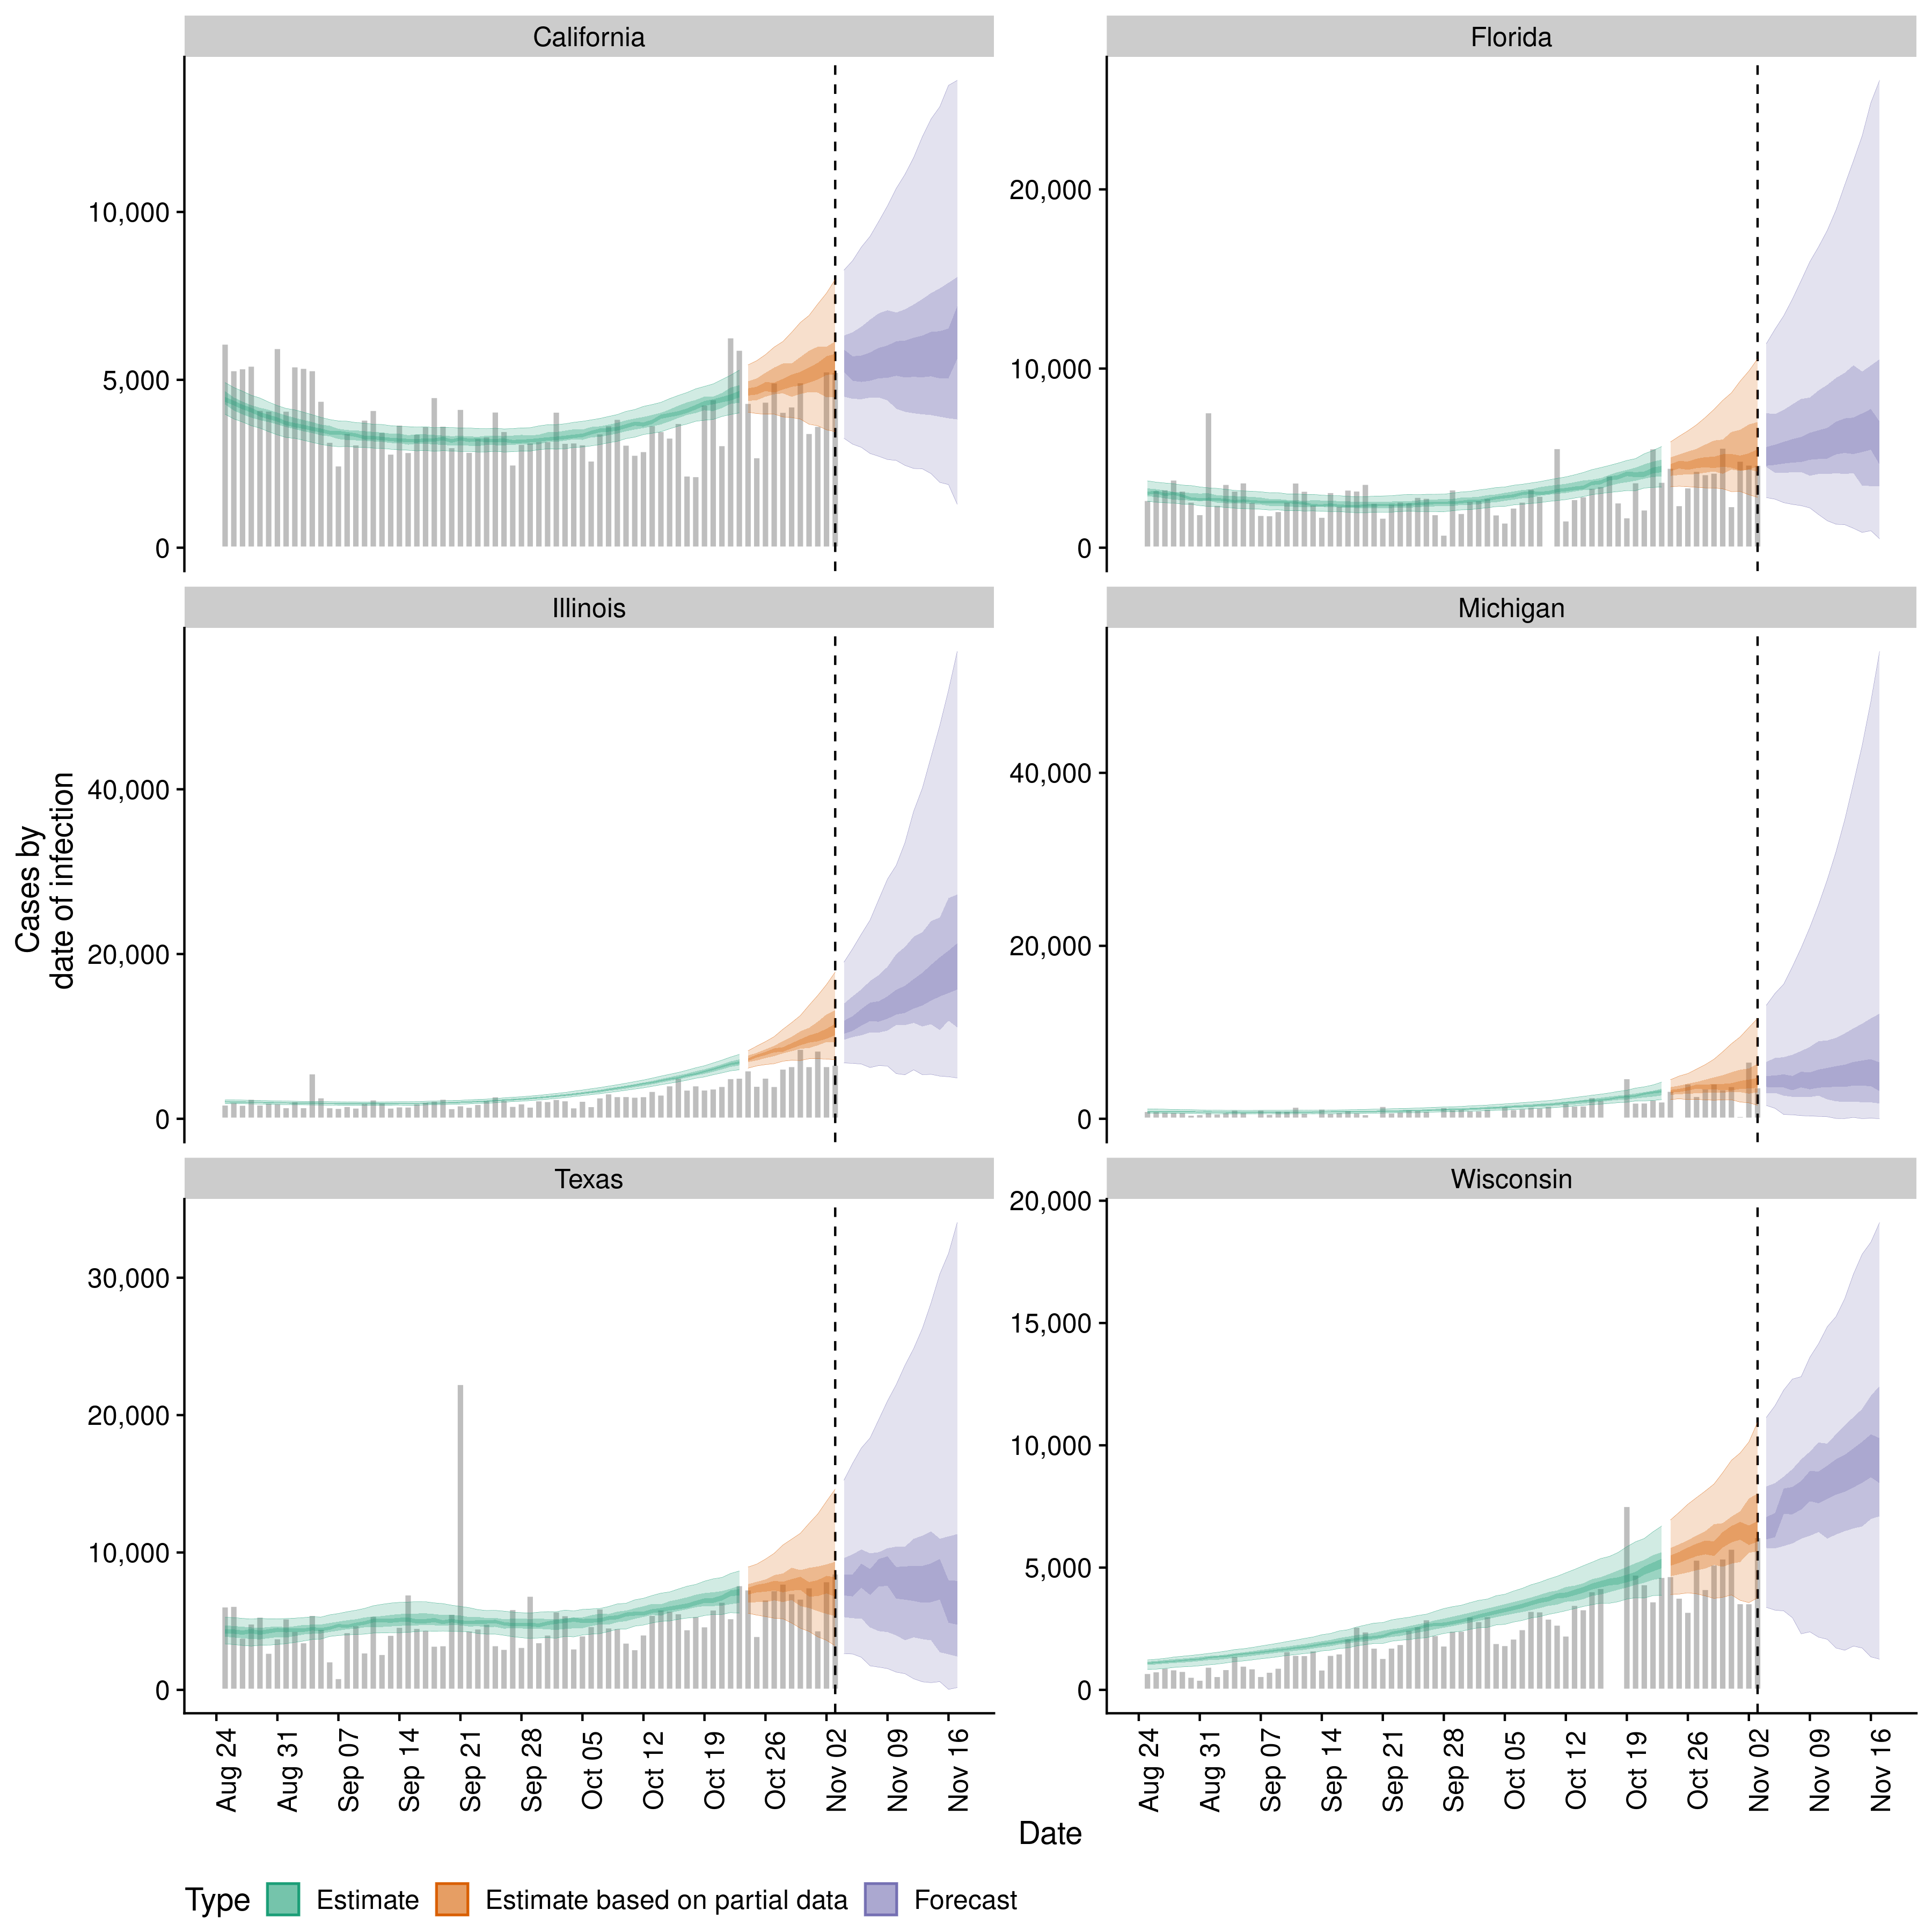 California
Florida
10,000
5,000
0
20,000
10,000
0
Illinois
Michigan
40,000
20,000
0
40,000
20,000
0
Cases by
date of infection
Texas
Wisconsin
30,000
20,000
10,000
0
20,000
15,000
10,000
5,000
0
Aug 24
Aug 31
Sep 07
Sep 14
Sep 21
Sep 28
Oct 05
Oct 12
Oct 19
Oct 26
Nov 02
Nov 09
Nov 16
Aug 24
Aug 31
Sep 07
Sep 14
Sep 21
Sep 28
Oct 05
Oct 12
Oct 19
Oct 26
Nov 02
Nov 09
Nov 16
Date
Type Estimate Estimate based on partial data Forecast